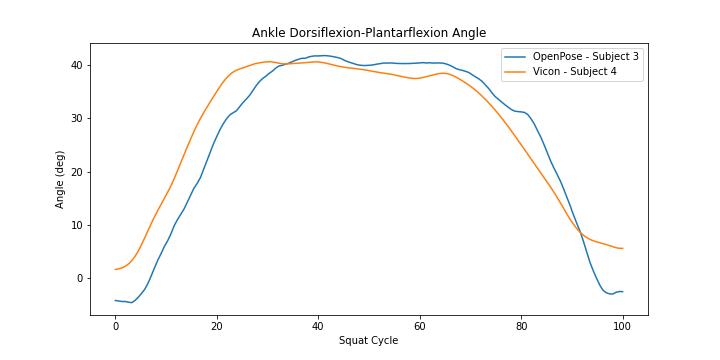 Ankle Dorsiflexion-Plantarflexion Angle
OpenPose - Subject 3
Vicon - Subject 4
Angle (deg)
40
30
20
10
0
0 20 40 60 80 100
Squat Cycle